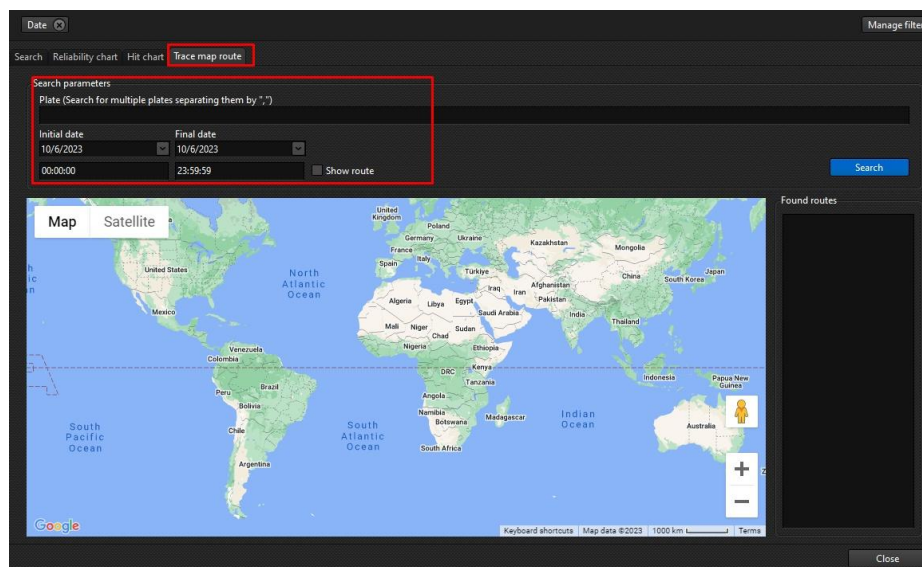 Date
Manage filter
Search Reliability chart Hit chart Trace map route
Search parameters
Plate (Search for multiple plates separating them by ",")
Initial date Final date
10/6/2023 10/6/2023
00:00:00 23:59:59 Show route
Search
Found routes
Map Satellite
United
Kingdom
Poland
Germany Ukraine
Kazakhstan
Mongolia
France
Italy
Spain
Türkiye
United States
North
Atlantic
Ocean
China
Japan
South Korea
Iraq
Iran
Afghanistan
Pakistan
Algeria
Libya
Egypt
Saudi Arabia
India
Mexico
Thailand
Mali
Niger
Chad
Sudan
Nigeria
Ethiopia
Venezuela
Colombia
DRC
Kenya
Tanzania
Indonesia
Papua New
Guinea
Peru
Brazil
Angola
Bolivia
Namibia
Botswana
Madagascar
Indian
Ocean
Australia
South
Pacific
Ocean
Chile
South
Atlantic
Ocean
South Africa
Argentina
Google
Keyboard shortcuts Map data ©2023 1000 km Terms
Close